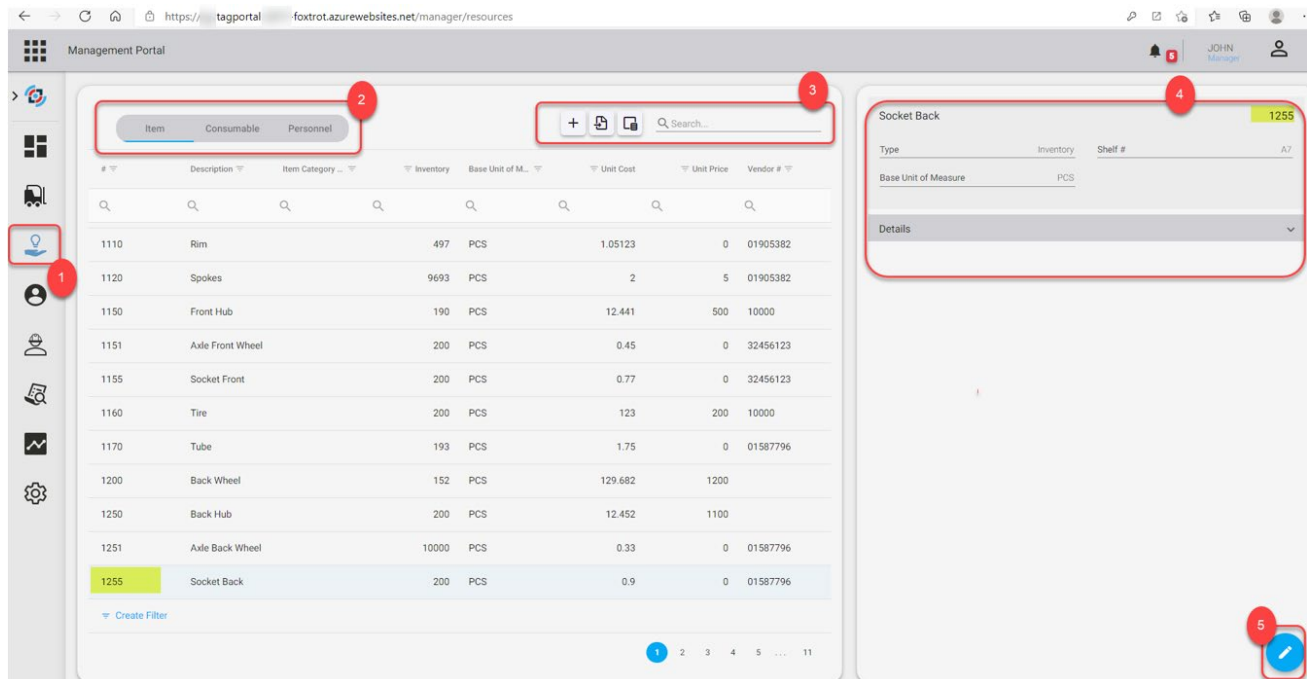 https:// tagportal -foxtrot.azurewebsites.net/manager/resources
Management Portal
5
JOHN
Manager
1
2
3
4
5
Item Consumable Personnel
+
Search...
# Description Item Category ... Inventory Base Unit of M... Unit Cost Unit Price Vendor #
1110 Rim 497 PCS 1.05123 0 01905382
1120 Spokes 9693 PCS 2 5 01905382
1150 Front Hub 190 PCS 12.441 500 10000
1151 Axle Front Wheel 200 PCS 0.45 0 32456123
1155 Socket Front 200 PCS 0.77 0 32456123
1160 Tire 200 PCS 123 200 10000
1170 Tube 193 PCS 1.75 0 01587796
1200 Back Wheel 152 PCS 129.682 1200
1250 Back Hub 200 PCS 12.452 1100
1251 Axle Back Wheel 10000 PCS 0.33 0 01587796
1255 Socket Back 200 PCS 0.9 0 01587796
Create Filter
1 2 3 4 5 ... 11
Socket Back 1255
Type Inventory Shelf # A7
Base Unit of Measure PCS
Details